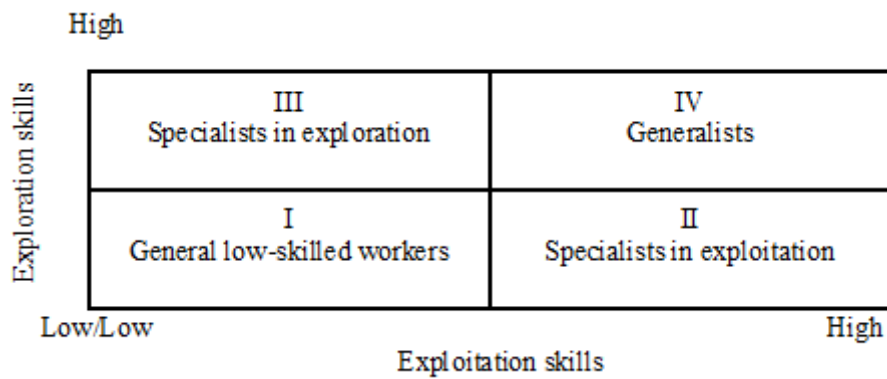 High
Exploration skills
III
Specialists in exploration
IV
Generalists
I
General low-skilled workers
II
Specialists in exploitation
Low/Low
High
Exploitation skills